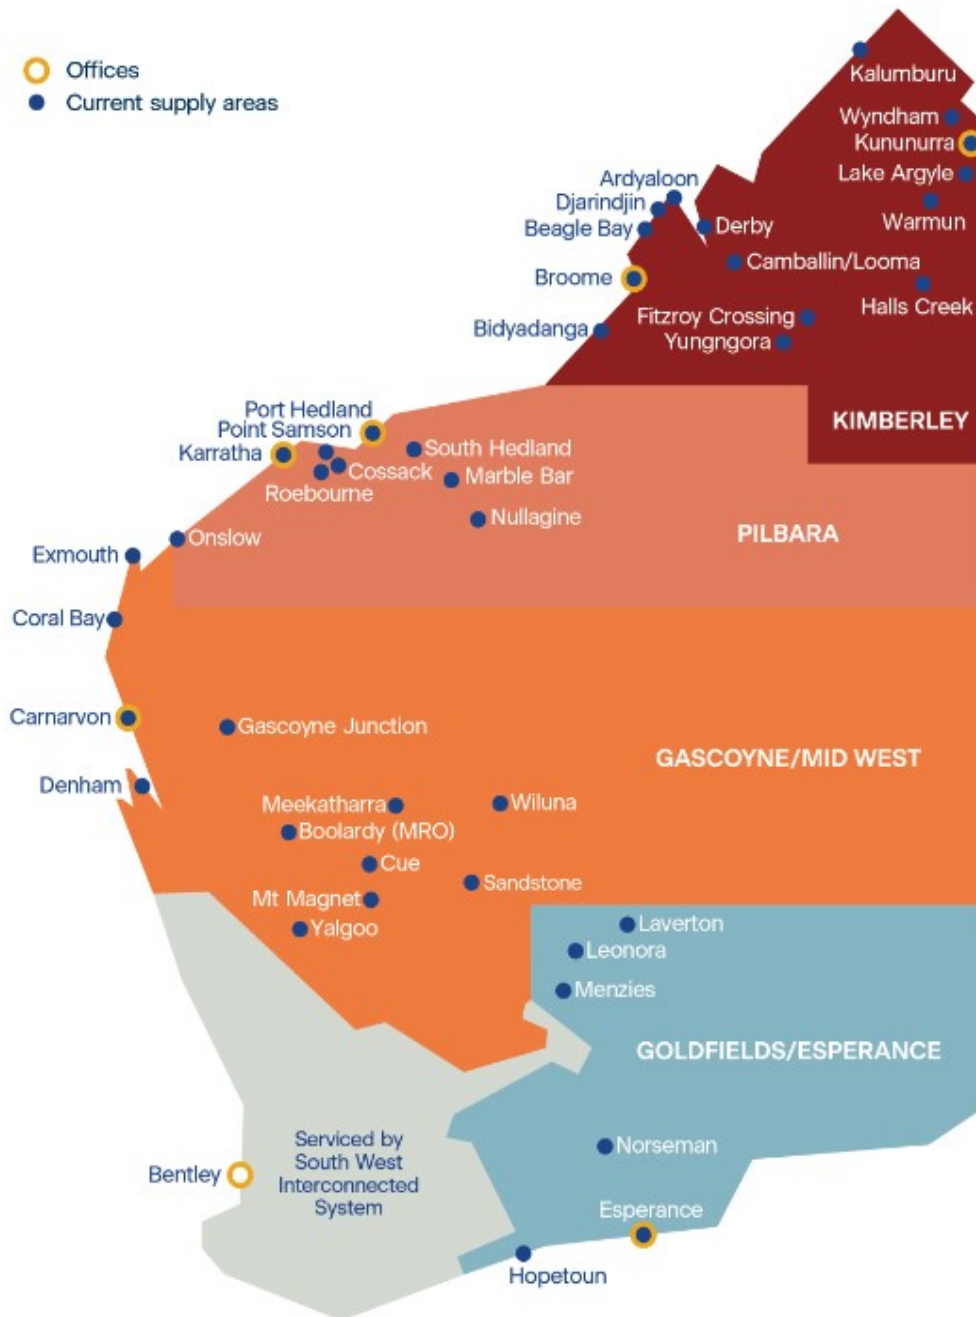 Offices
Current supply areas
Kalumburu
Wyndham
Kununurra
Lake Argyle
Warmun
Ardyaloon
Djarindjin
Beagle Bay
Derby
Camballin/Looma
Broome
Halls Creek
Bidyadanga
Fitzroy Crossing
Yungngora
KIMBERLEY
Port Hedland
Point Samson
Karratha
South Hedland
Cossack
Marble Bar
Roebourne
Nullagine
PILBARA
Onslow
Exmouth
Coral Bay
Carnarvon
Gascoyne Junction
GASCOYNE/MID WEST
Denham
Meekatharra
Wiluna
Boolardy (MRO)
Cue
Sandstone
Mt Magnet
Yalgoo
Laverton
Leonora
Menzies
GOLDFIELDS/ESPERANCE
Serviced by
South West
Interconnected
System
Bentley
Norseman
Esperance
Hopetoun